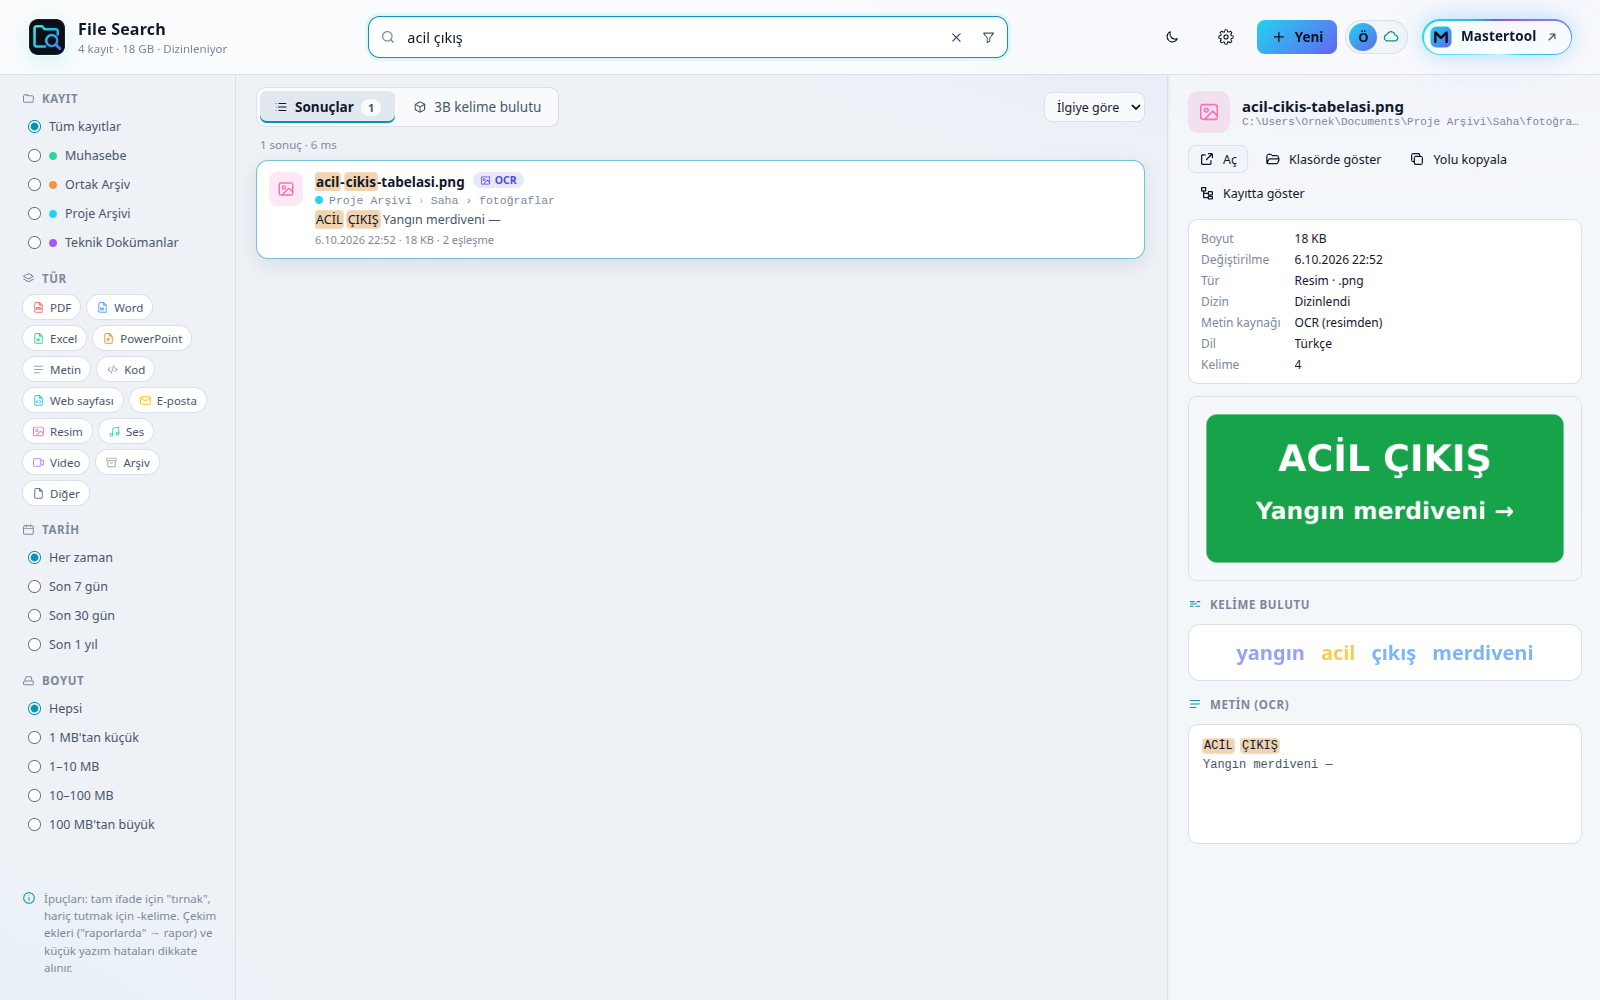 File Search
4 kayıt · 18 GB · Dizinleniyor
acil çıkış
Yeni
Ö
Mastertool
KAYIT
Tüm kayıtlar
Muhasebe
Ortak Arşiv
Proje Arşivi
Teknik Dokümanlar
TÜR
PDF
Word
Excel
PowerPoint
Metin
Kod
Web sayfası
E-posta
Resim
Ses
Video
Arşiv
Diğer
TARİH
Her zaman
Son 7 gün
Son 30 gün
Son 1 yıl
BOYUT
Hepsi
1 MB'tan küçük
1–10 MB
10–100 MB
100 MB'tan büyük
İpuçları: tam ifade için "tırnak",
hariç tutmak için -kelime. Çekim
ekleri ("raporlarda" → rapor) ve
küçük yazım hataları dikkate
alınır.
Sonuçlar 1
3B kelime bulutu
İlgiye göre
1 sonuç · 6 ms
acil-cikis-tabelasi.png OCR
Proje Arşivi › Saha › fotoğraflar
ACİL ÇIKIŞ Yangın merdiveni —
6.10.2026 22:52 · 18 KB · 2 eşleşme
acil-cikis-tabelasi.png
C:\Users\Ornek\Documents\Proje Arşivi\Saha\fotoğra…
Aç
Klasörde göster
Yolu kopyala
Kayıtta göster
Boyut 18 KB
Değiştirilme 6.10.2026 22:52
Tür Resim · .png
Dizin Dizinlendi
Metin kaynağı OCR (resimden)
Dil Türkçe
Kelime 4
ACİL ÇIKIŞ
Yangın merdiveni →
KELİME BULUTU
yangın acil çıkış merdiveni
METİN (OCR)
ACİL ÇIKIŞ
Yangın merdiveni —